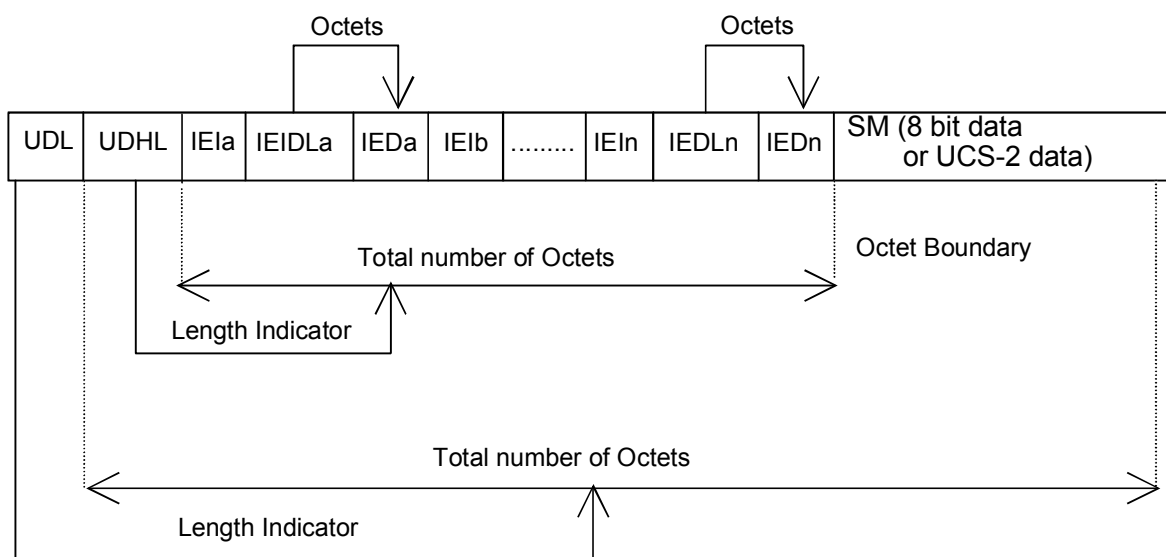 Octets Octets
UDL UDHL IEIa IEIDLa IEDa IEIb ......... IEIn IEDLn IEDn SM (8 bit data
or UCS-2 data)
Total number of Octets Octet Boundary
Length Indicator
Total number of Octets
Length Indicator